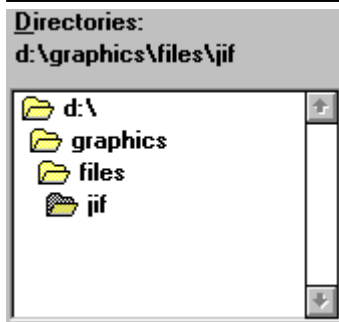 Directories:
d:\graphics\files\jif
d:\
graphics
files
jif